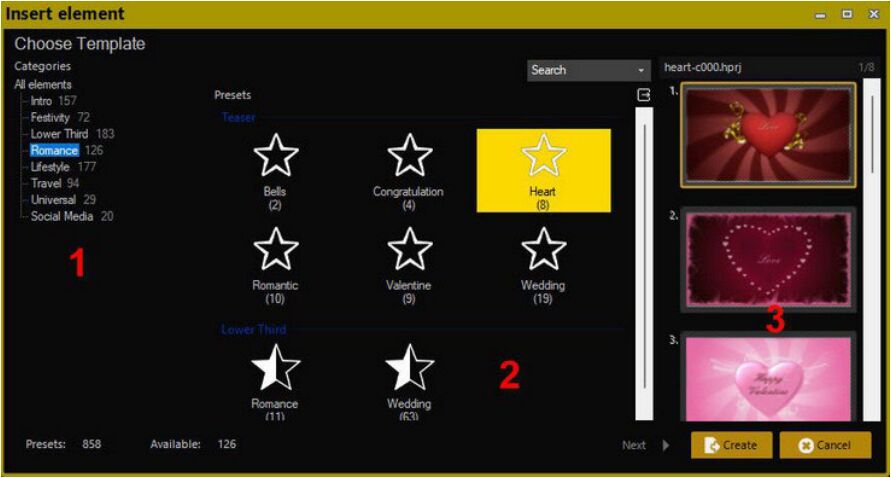 Insert element
Choose Template
Categories
All elements
Intro 157
Festivity 72
Lower Third 183
Romance 126
Lifestyle 177
Travel 94
Universal 29
Social Media 20
1
Search
Presets
Teaser
Bells
(2)
Congratulation
(4)
Heart
(8)
Romantic
(10)
Valentine
(9)
Wedding
(19)
Lower Third
Romance
(11)
Wedding
(63)
2
heart-c000.hprj 1/8
1.
Love
2.
Love
3
3.
Happy
Valentine
Presets: 858 Available: 126
Next Create Cancel